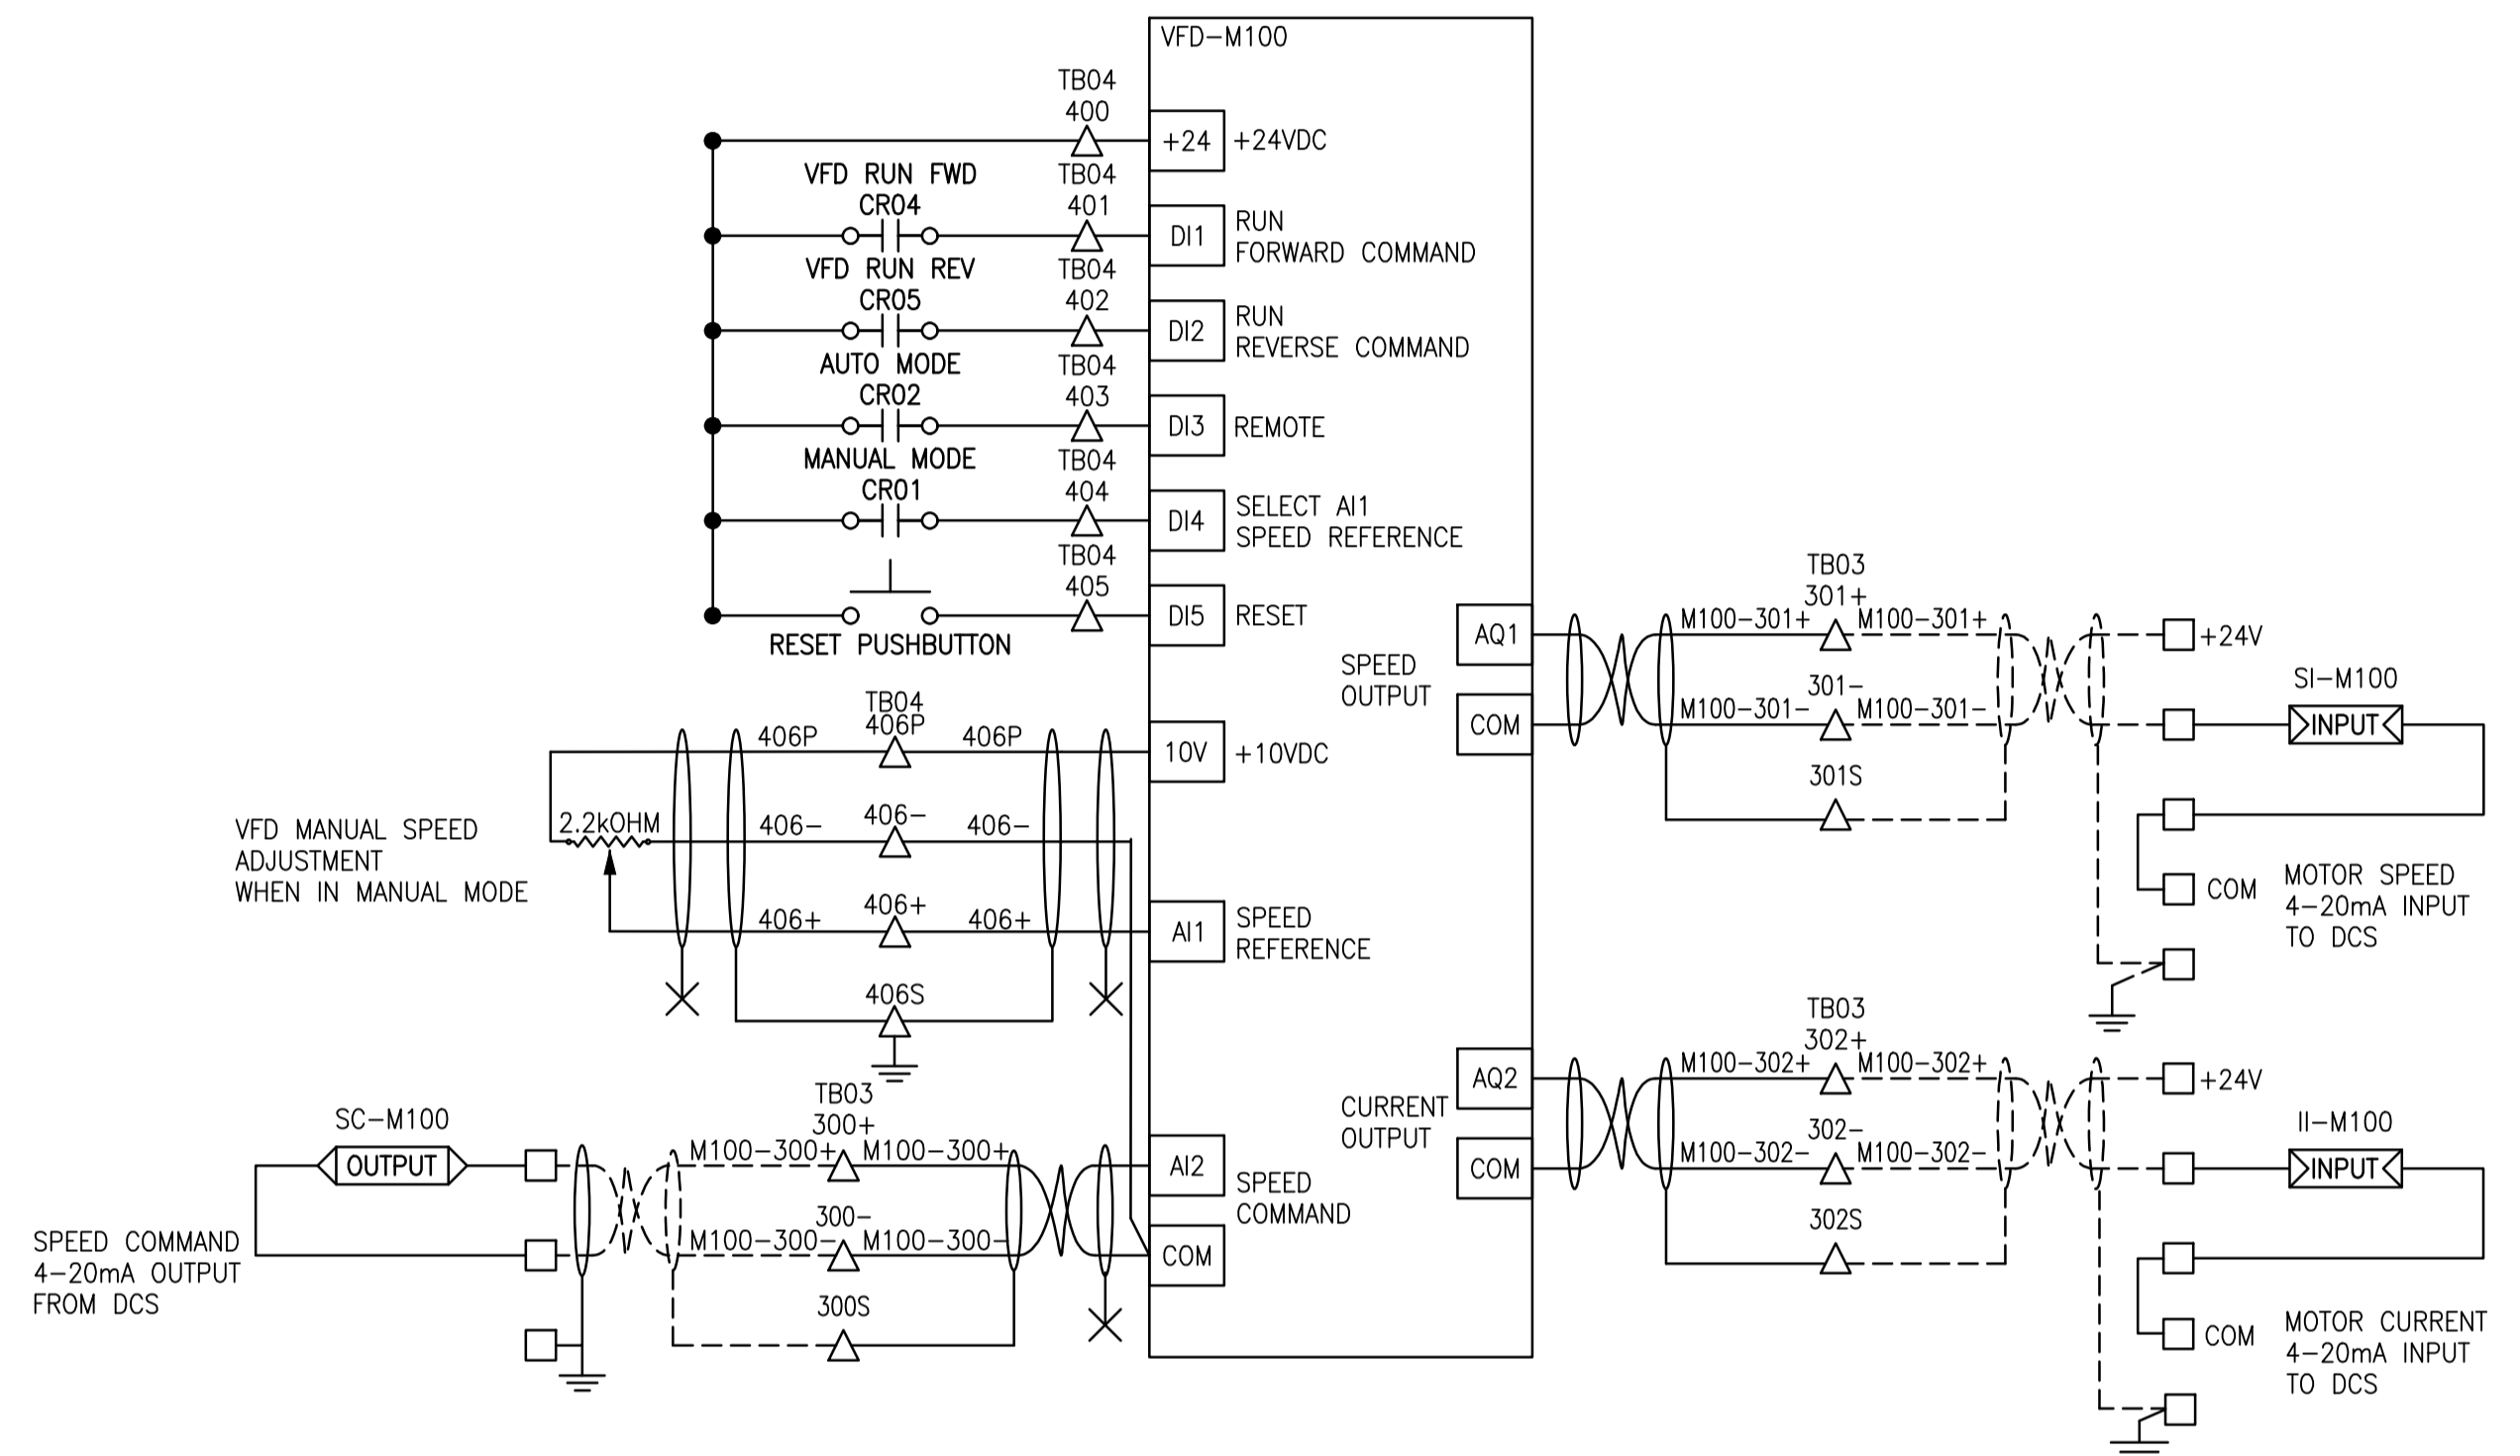 VFD-M100
TB04
400
+24
+24VDC
VFD RUN FWD
CR04
TB04
401
DI1
RUN
FORWARD COMMAND
VFD RUN REV
CR05
TB04
402
DI2
RUN
REVERSE COMMAND
AUTO MODE
CR02
TB04
403
DI3
REMOTE
MANUAL MODE
CR01
TB04
404
DI4
SELECT AI1
SPEED REFERENCE
TB04
405
DI5
RESET
RESET PUSHBUTTON
TB04
406P
406P
406P
10V
+10VDC
VFD MANUAL SPEED
ADJUSTMENT
WHEN IN MANUAL MODE
2.2kOHM
406-
406-
406-
406+
406+
406+
AI1
SPEED
REFERENCE
406S
SC-M100
OUTPUT
SPEED COMMAND
4-20mA OUTPUT
FROM DCS
TB03
300+
M100-300+
M100-300+
AI2
SPEED
COMMAND
300-
M100-300-
M100-300-
COM
300S
SPEED
OUTPUT
AQ1
COM
TB03
301+
M100-301+
M100-301+
+24V
301-
M100-301-
M100-301-
SI-M100
INPUT
301S
COM
MOTOR SPEED
4-20mA INPUT
TO DCS
CURRENT
OUTPUT
AQ2
COM
TB03
302+
M100-302+
M100-302+
+24V
302-
M100-302-
M100-302-
II-M100
INPUT
302S
COM
MOTOR CURRENT
4-20mA INPUT
TO DCS